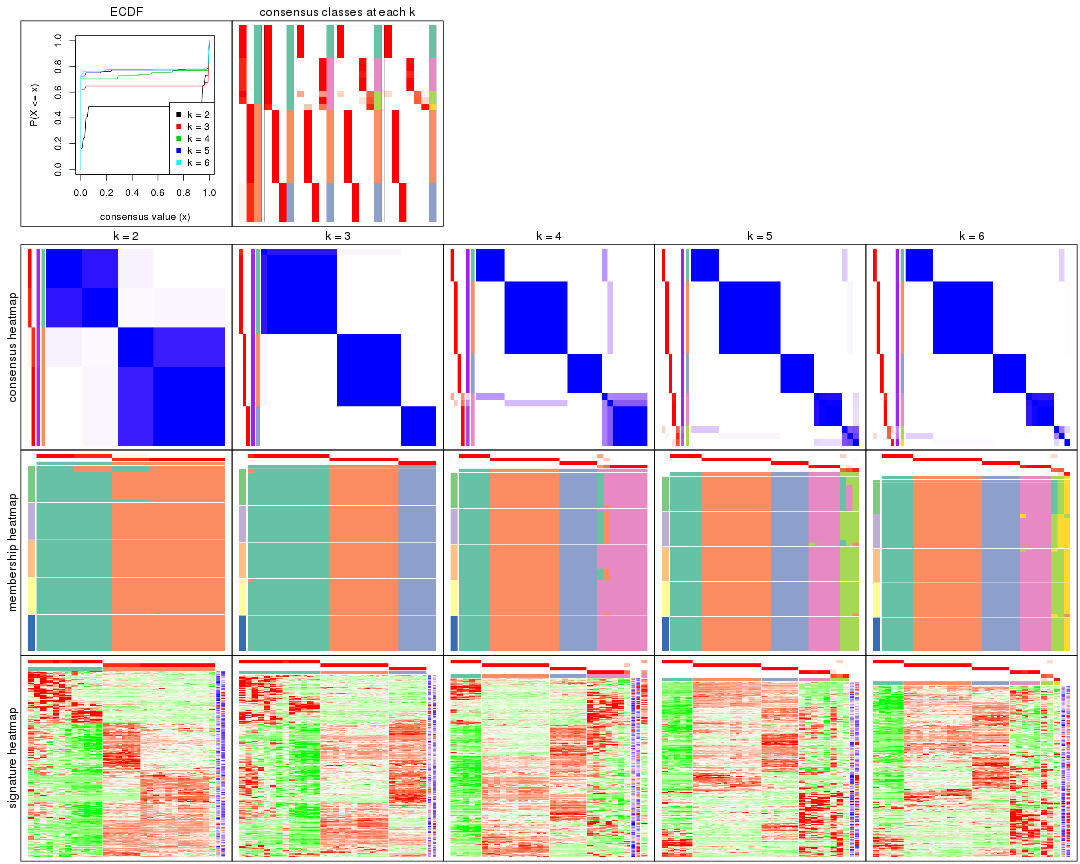 ECDF
consensus classes at each k
P(X <= x)
0.0 0.2 0.4 0.6 0.8 1.0
k = 2
k = 3
k = 4
k = 5
k = 6
0.0 0.2 0.4 0.6 0.8 1.0
consensus value (x)
k = 2
k = 3
k = 4
k = 5
k = 6
consensus heatmap
membership heatmap
signature heatmap